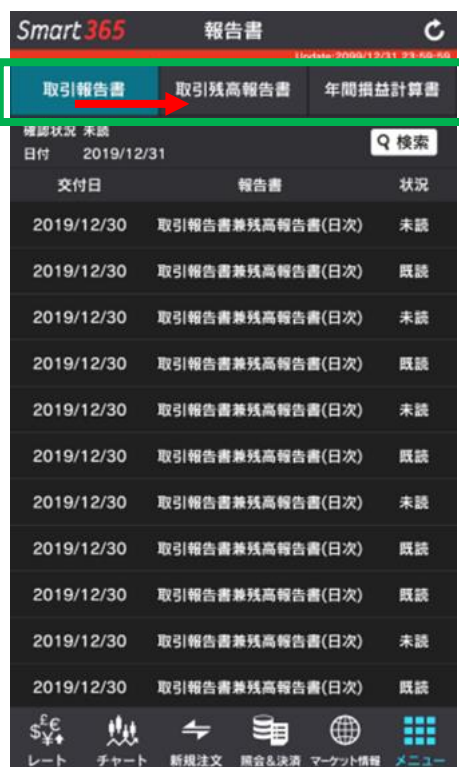 Smart 365 報告書
Update:2099/12/31 23:59:59
取引報告書 取引残高報告書 年間損益計算書
確認状況 未読
日付 2019/12/31 検索
交付日 報告書 状況
2019/12/30 取引報告書兼残高報告書(日次) 未読
2019/12/30 取引報告書兼残高報告書(日次) 既読
2019/12/30 取引報告書兼残高報告書(日次) 未読
2019/12/30 取引報告書兼残高報告書(日次) 既読
2019/12/30 取引報告書兼残高報告書(日次) 未読
2019/12/30 取引報告書兼残高報告書(日次) 既読
2019/12/30 取引報告書兼残高報告書(日次) 未読
2019/12/30 取引報告書兼残高報告書(日次) 既読
2019/12/30 取引報告書兼残高報告書(日次) 既読
2019/12/30 取引報告書兼残高報告書(日次) 未読
2019/12/30 取引報告書兼残高報告書(日次) 既読
レート チャート 新規注文 照会&決済 マーケット情報 メニュー